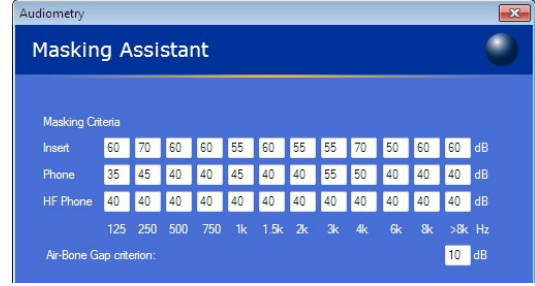 Audiometry
Masking Assistant
Masking Criteria
Insert 60 70 60 60 55 60 55 55 70 50 60 60 dB
Phone 35 45 40 40 45 40 40 55 50 40 40 40 dB
HF Phone 40 40 40 40 40 40 40 40 40 40 40 40 dB
125 250 500 750 1k 1.5k 2k 3k 4k 6k 8k >8k Hz
Air-Bone Gap criterion: 10 dB